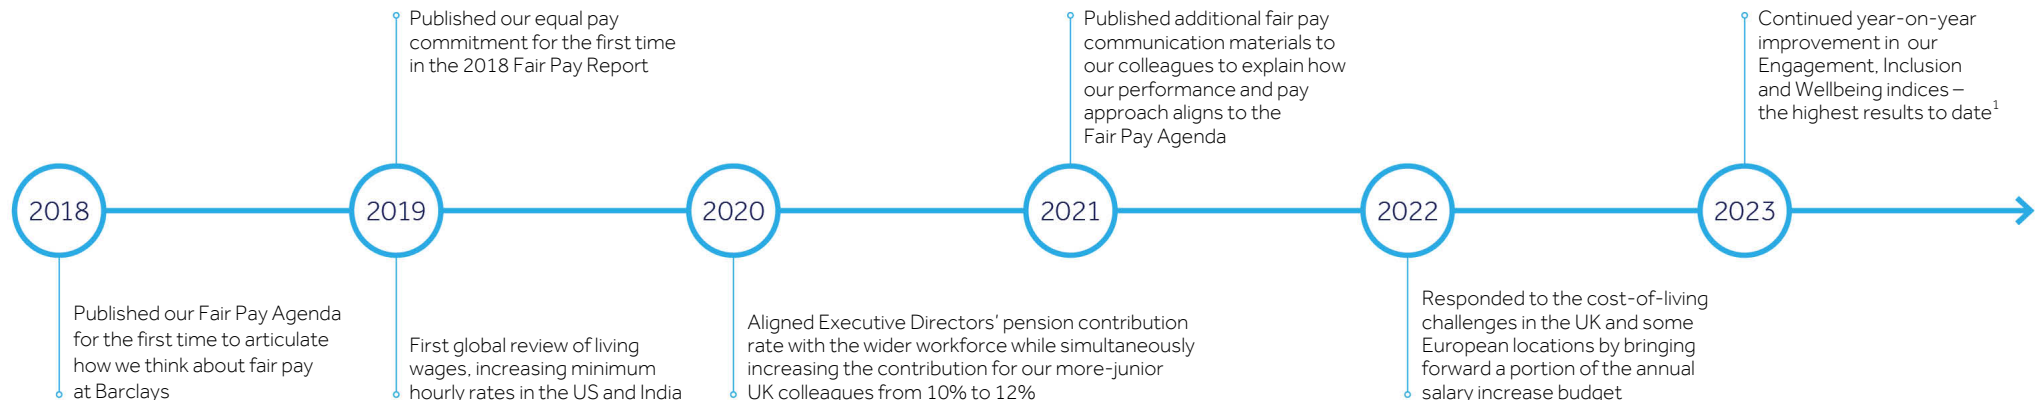 Published our equal pay
commitment for the first time
in the 2018 Fair Pay Report
Published additional fair pay
communication materials to
our colleagues to explain how
our performance and pay
approach aligns to the
Fair Pay Agenda
Continued year-on-year
improvement in our
Engagement, Inclusion
and Wellbeing indices –
the highest results to date¹
2018
2019
2020
2021
2022
2023
Published our Fair Pay Agenda
for the first time to articulate
how we think about fair pay
at Barclays
First global review of living
wages, increasing minimum
hourly rates in the US and India
Aligned Executive Directors' pension contribution
rate with the wider workforce while simultaneously
increasing the contribution for our more-junior
UK colleagues from 10% to 12%
Responded to the cost-of-living
challenges in the UK and some
European locations by bringing
forward a portion of the annual
salary increase budget